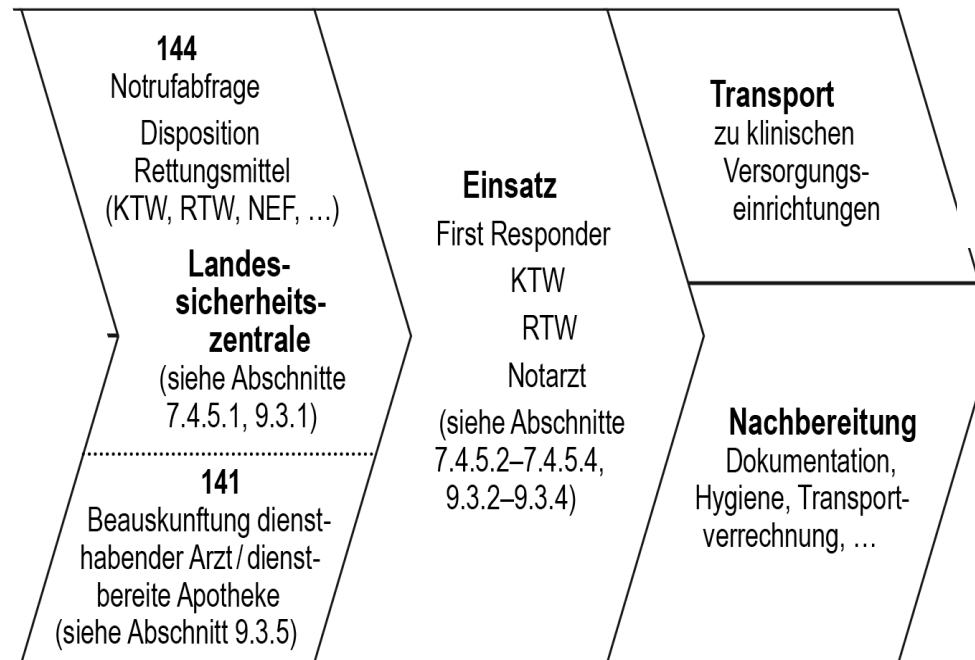 144
Notrufabfrage
Disposition
Rettungsmittel
(KTW, RTW, NEF, …)
Landes-
sicherheits-
zentrale
(siehe Abschnitte
7.4.5.1, 9.3.1)
141
Beauskunftung dienst-
habender Arzt / dienst-
bereite Apotheke
(siehe Abschnitt 9.3.5)
Einsatz
First Responder
KTW
RTW
Notarzt
(siehe Abschnitte
7.4.5.2–7.4.5.4,
9.3.2–9.3.4)
Transport
zu klinischen
Versorgungs-
einrichtungen
Nachbereitung
Dokumentation,
Hygiene, Transport-
verrechnung, …